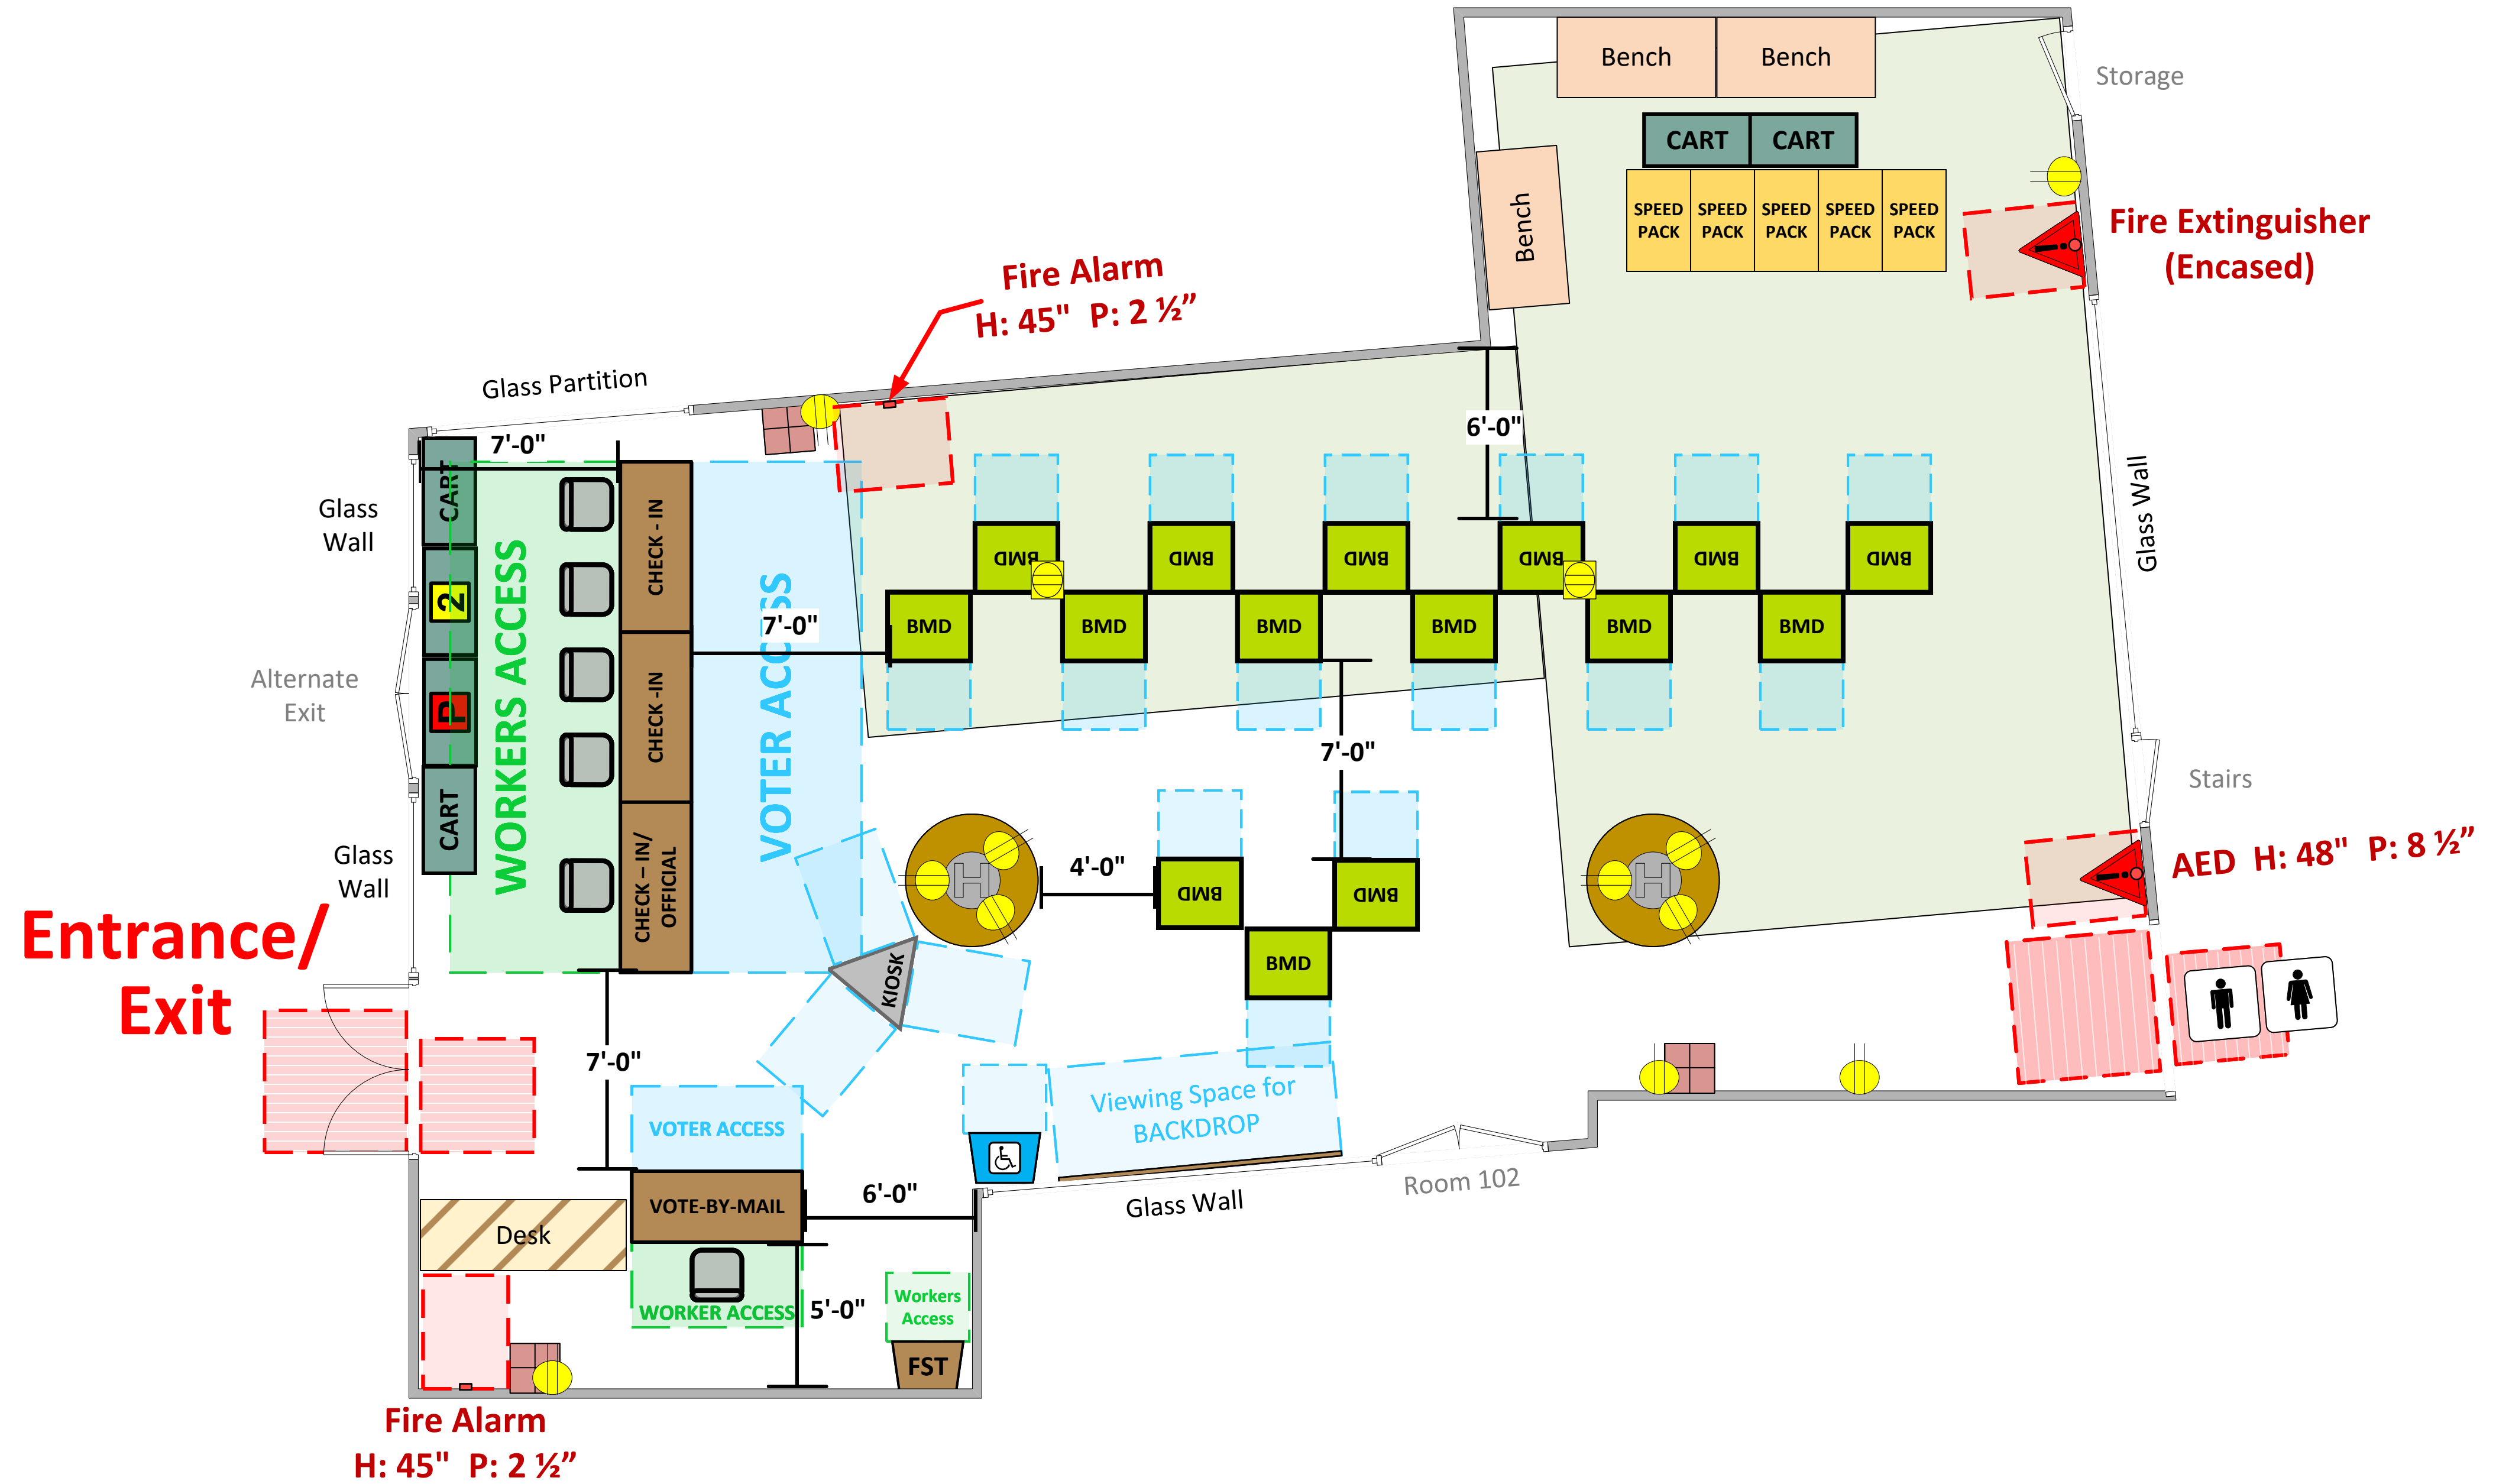 Bench
Bench
Storage
CART
CART
Bench
SPEED
PACK
SPEED
PACK
SPEED
PACK
SPEED
PACK
SPEED
PACK
Fire Extinguisher
(Encased)
Fire Alarm
H: 45" P: 2 ½”
Glass Partition
7'-0"
6'-0"
CART
Glass
Wall
2
WORKERS ACCESS
CHECK - IN
VOTER ACCESS
7'-0"
BMD
BMD
BMD
BMD
BMD
BMD
BMD
BMD
BMD
BMD
BMD
BMD
Glass Wall
Alternate
Exit
P
CHECK -IN
7'-0"
Stairs
CART
Glass
Wall
CHECK – IN/
OFFICIAL
H
4'-0"
BMD
BMD
H
AED H: 48" P: 8 ½”
Entrance/
Exit
KIOSK
BMD
7'-0"
VOTER ACCESS
Viewing Space for
BACKDROP
VOTE-BY-MAIL
6'-0"
Glass Wall
Room 102
Desk
WORKER ACCESS
5'-0"
Workers
Access
FST
Fire Alarm
H: 45" P: 2 ½”